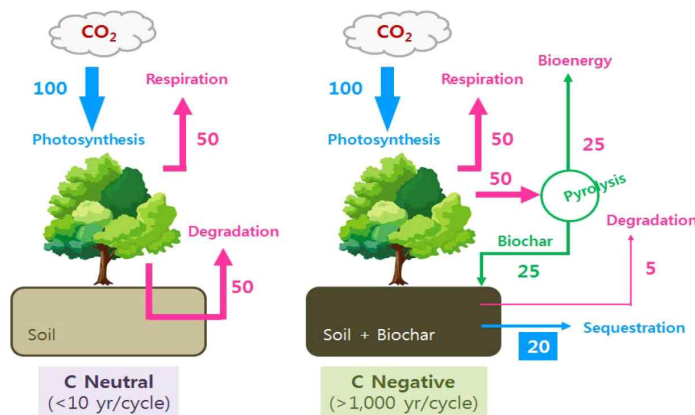 CO₂
100
Respiration
50
Photosynthesis
Degradation
50
Soil
C Neutral
(<10 yr/cycle)
CO₂
100
Respiration
50
Photosynthesis
Bioenergy
25
50
Pyrolysis
Biochar
25
Degradation
5
Soil + Biochar
20
Sequestration
C Negative
(>1,000 yr/cycle)